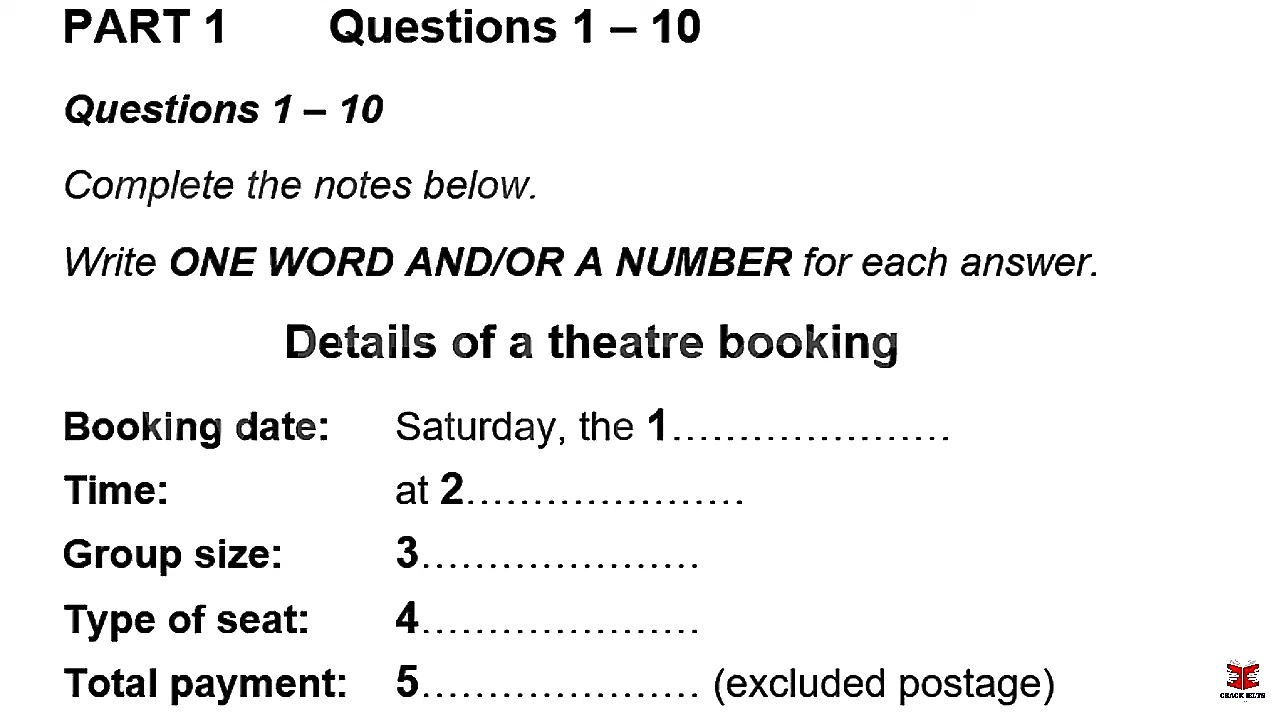 PART 1 Questions 1 – 10
Questions 1 – 10
Complete the notes below.
Write ONE WORD AND/OR A NUMBER for each answer.
Details of a theatre booking
Booking date: Saturday, the 1.....................
Time: at 2.....................
Group size: 3.....................
Type of seat: 4.....................
Total payment: 5..................... (excluded postage)
CRACK IELTS